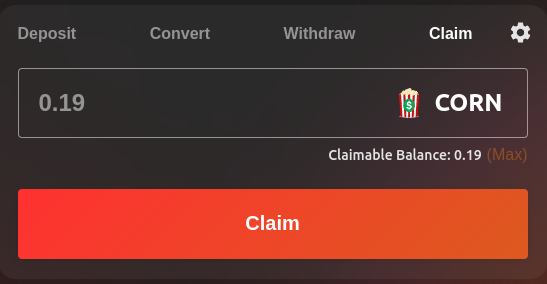 Deposit Convert Withdraw Claim
0.19 $ CORN
Claimable Balance: 0.19 (Max)
Claim